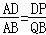 AD/AB = DP/QB